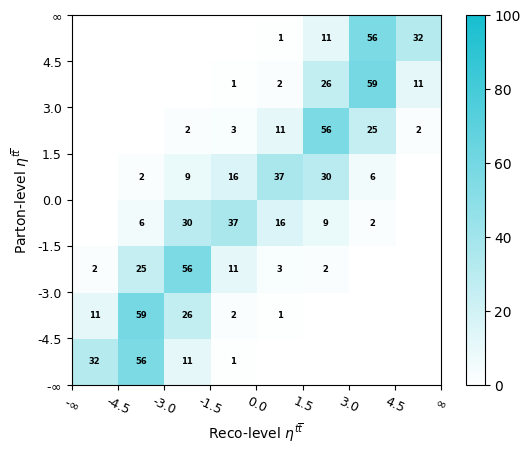 ∞ 1 11 56 32 100
4.5 1 2 26 59 11 80
3.0 2 3 11 56 25 2
1.5 2 9 16 37 30 6 60
0.0 6 30 37 16 9 2 40
-1.5 2 25 56 11 3 2
-3.0 11 59 26 2 1 20
-4.5 32 56 11 1
-∞ 0
-∞ -4.5 -3.0 -1.5 0.0 1.5 3.0 4.5 ∞
Reco-level η^{tt̅}
Parton-level η^{tt̅}